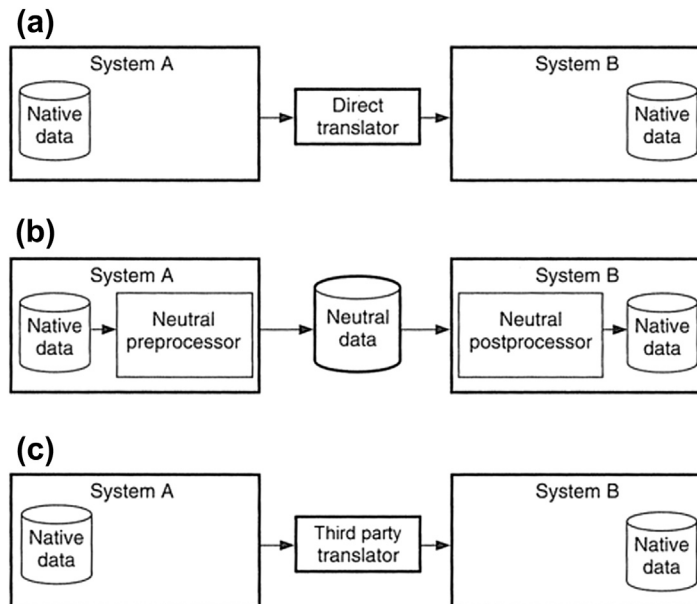 (a)
System A
Native
data
Direct
translator
System B
Native
data
(b)
System A
Native
data
Neutral
preprocessor
Neutral
data
System B
Neutral
postprocessor
Native
data
(c)
System A
Native
data
Third party
translator
System B
Native
data